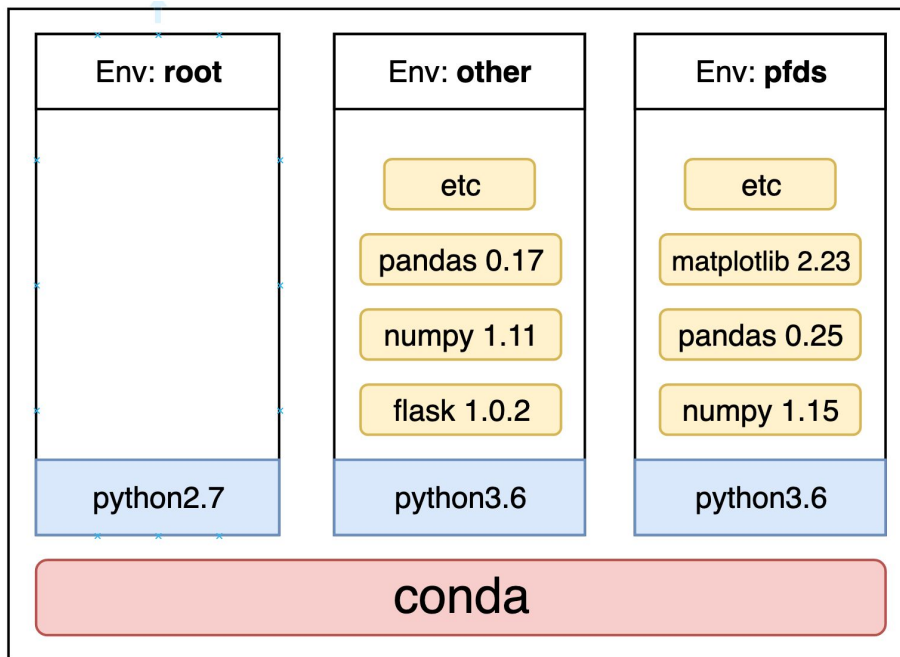 Env: root
python2.7
Env: other
etc
pandas 0.17
numpy 1.11
flask 1.0.2
python3.6
Env: pfds
etc
matplotlib 2.23
pandas 0.25
numpy 1.15
python3.6
conda